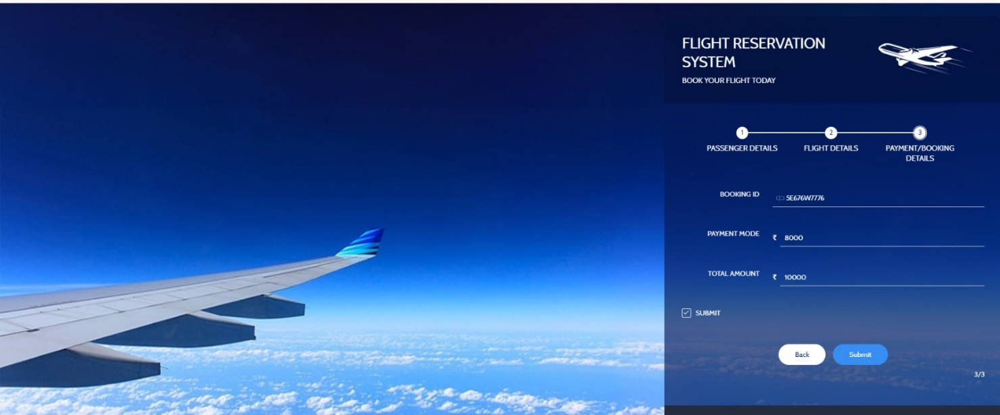 FLIGHT RESERVATION
SYSTEM
BOOK YOUR FLIGHT TODAY
1
2
3
PASSENGER DETAILS
FLIGHT DETAILS
PAYMENT/BOOKING
DETAILS
BOOKING ID
5E676W7776
PAYMENT MODE
₹ 8000
TOTAL AMOUNT
₹ 10000
SUBMIT
Back
Submit
3/3